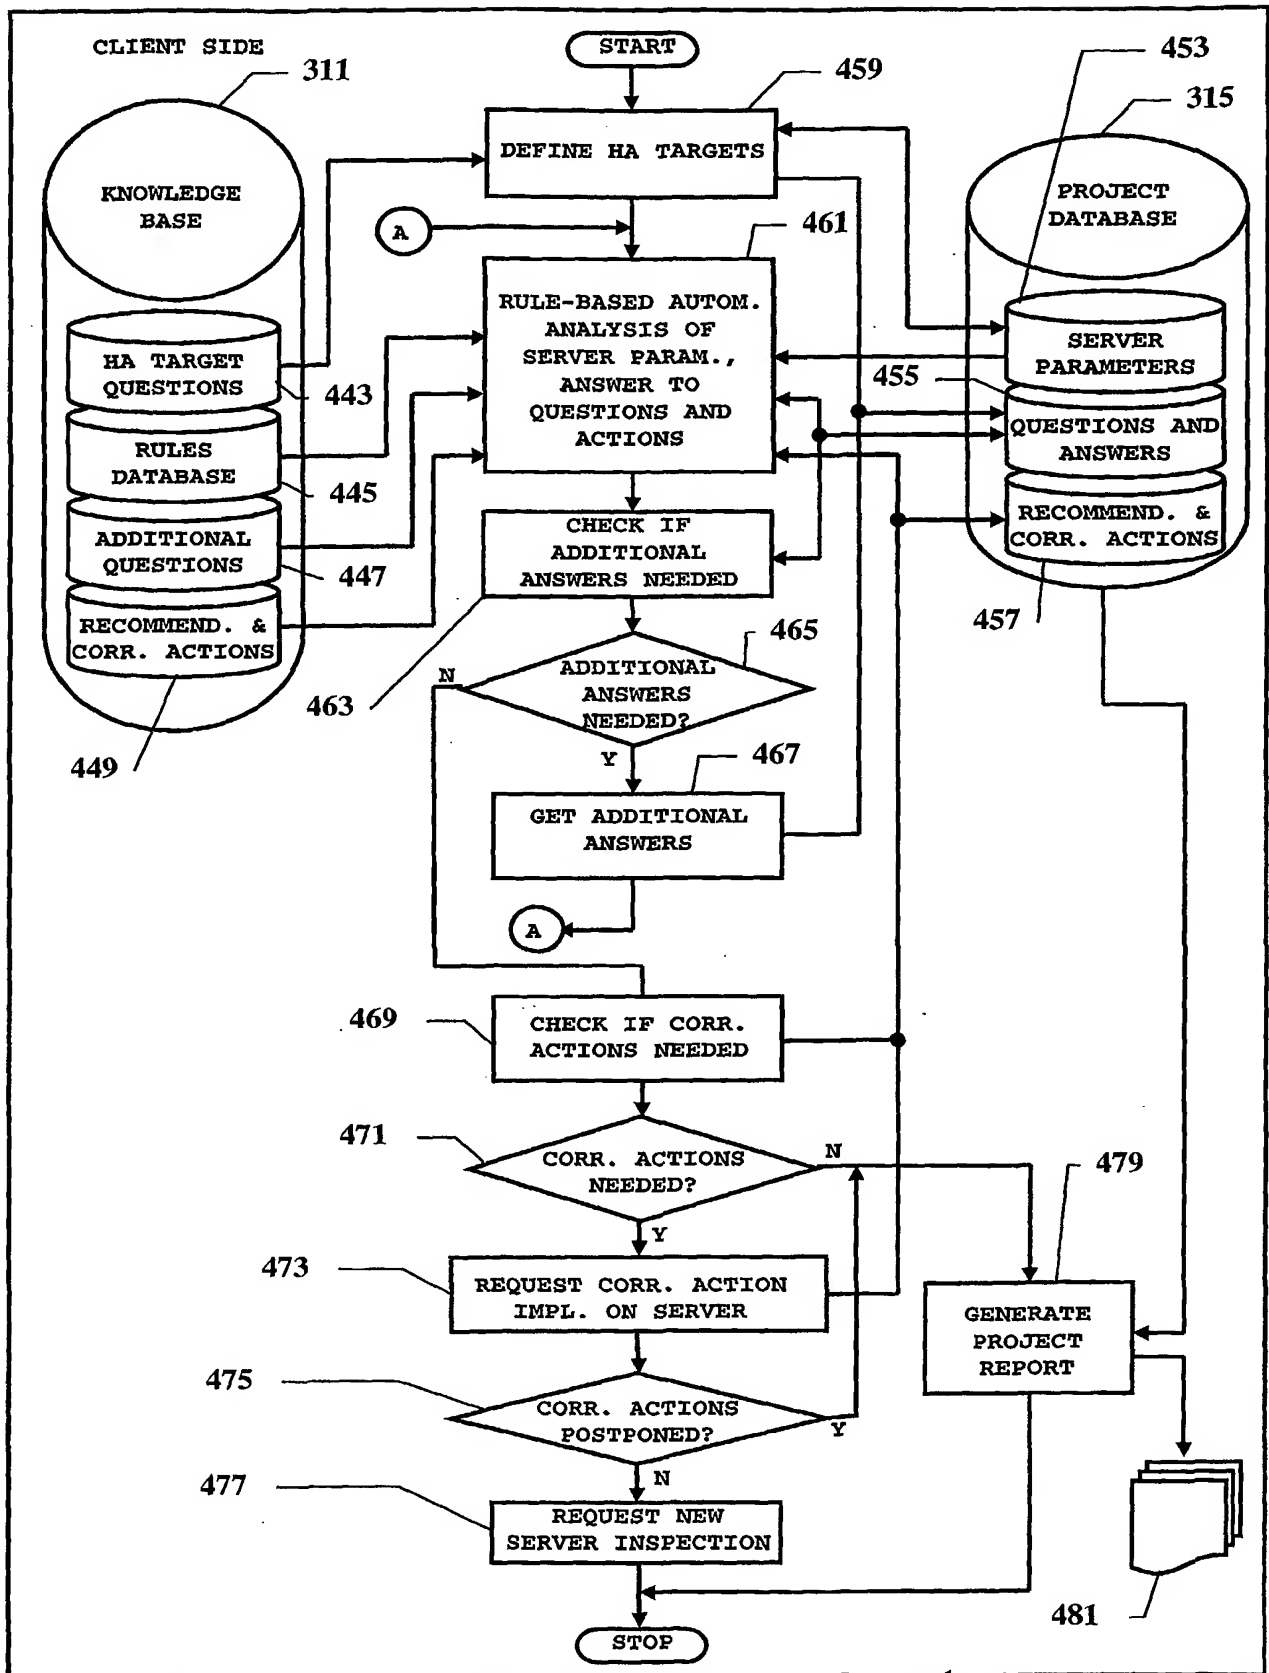 CLIENT SIDE
START
311
459
453
315
KNOWLEDGE
BASE
DEFINE HA TARGETS
PROJECT
DATABASE
A
461
RULE-BASED AUTOM.
ANALYSIS OF
SERVER PARAM.,
ANSWER TO
QUESTIONS AND
ACTIONS
HA TARGET
QUESTIONS
443
RULES
DATABASE
445
ADDITIONAL
QUESTIONS
447
RECOMMEND. &
CORR. ACTIONS
449
SERVER
PARAMETERS
455
QUESTIONS AND
ANSWERS
RECOMMEND. &
CORR. ACTIONS
457
CHECK IF
ADDITIONAL
ANSWERS NEEDED
463
465
N
ADDITIONAL
ANSWERS
NEEDED?
Y
467
GET ADDITIONAL
ANSWERS
A
469
CHECK IF CORR.
ACTIONS NEEDED
471
CORR. ACTIONS
NEEDED?
N
479
Y
473
REQUEST CORR. ACTION
IMPL. ON SERVER
GENERATE
PROJECT
REPORT
475
CORR. ACTIONS
POSTPONED?
Y
N
477
REQUEST NEW
SERVER INSPECTION
481
STOP